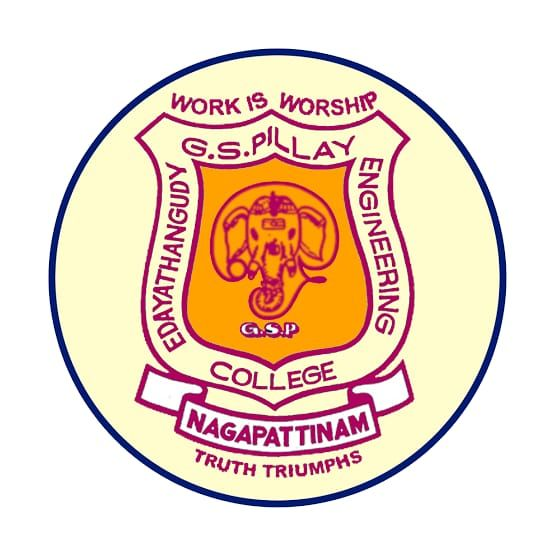 WORK IS WORSHIP
EDAYATHANGUDY
G.S.PILLAY
ENGINEERING
COLLEGE
G.S.P
NAGAPATTINAM
TRUTH TRIUMPHS